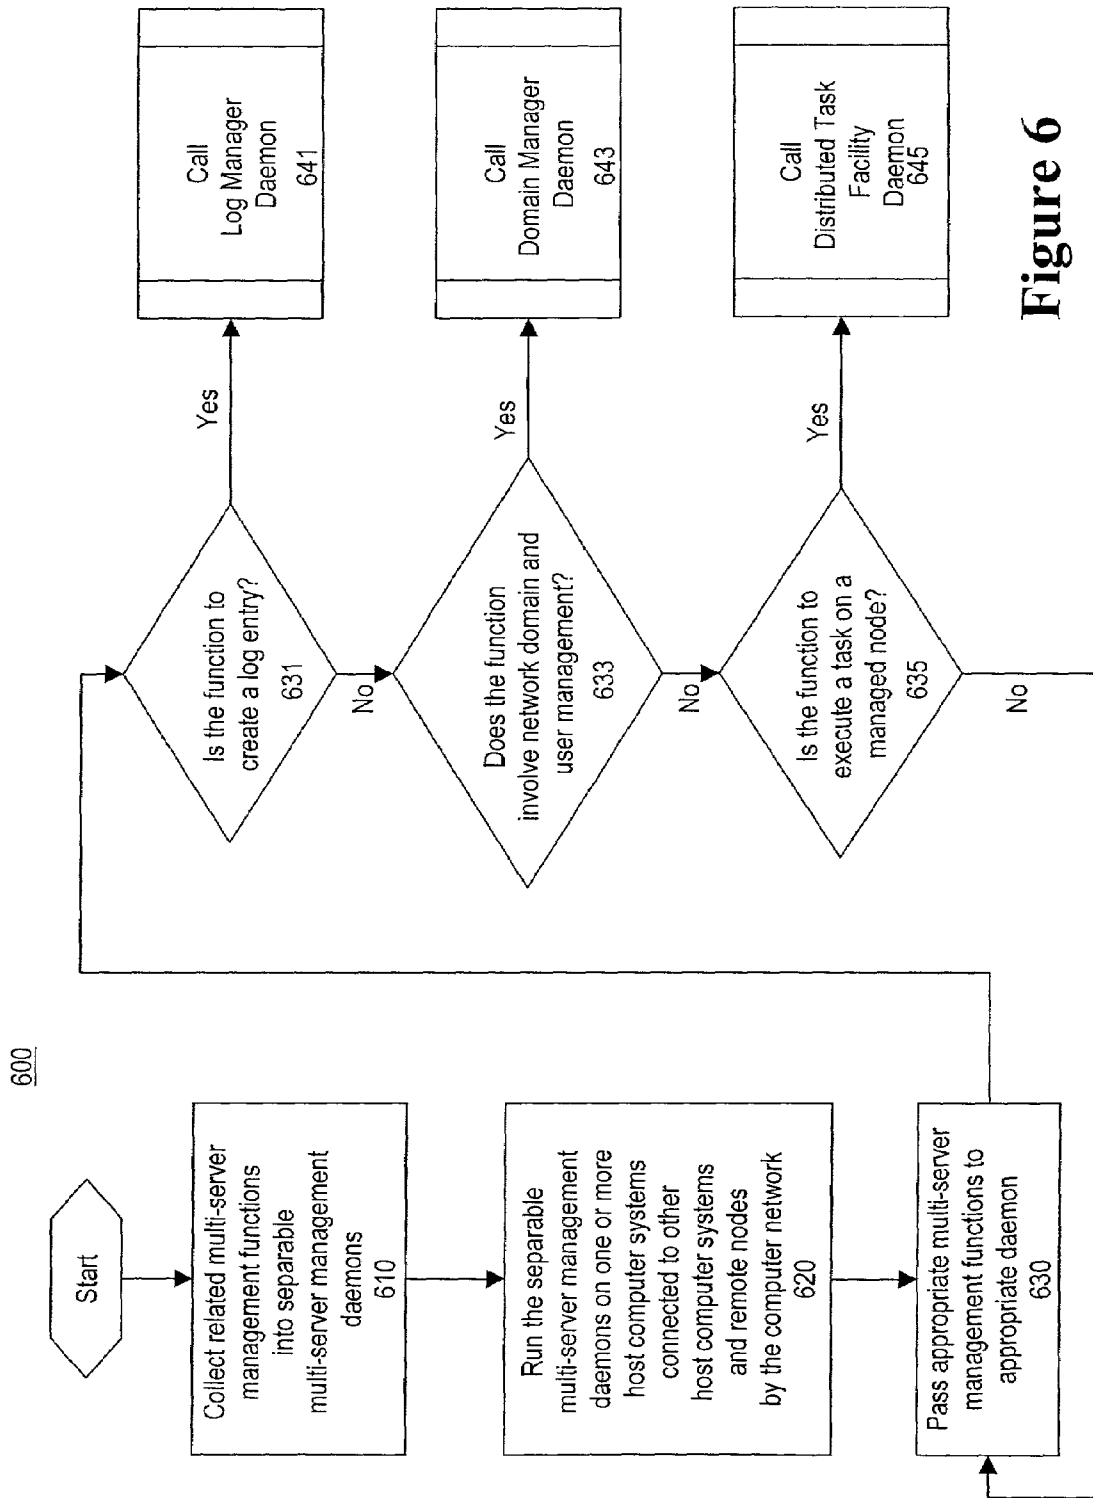 600
Start
Collect related multi-server
management functions
into separable
multi-server management
daemons
610
Run the separable
multi-server management
daemons on one or more
host computer systems
connected to other
host computer systems
and remote nodes
by the computer network
620
Pass appropriate multi-server
management functions to
appropriate daemon
630
Is the function to
create a log entry?
631
Yes
No
Call
Log Manager
Daemon
641
Does the function
involve network domain and
user management?
633
Yes
No
Call
Domain Manager
Daemon
643
Is the function to
execute a task on a
managed node?
635
Yes
No
Call
Distributed Task
Facility
Daemon
645
Figure 6